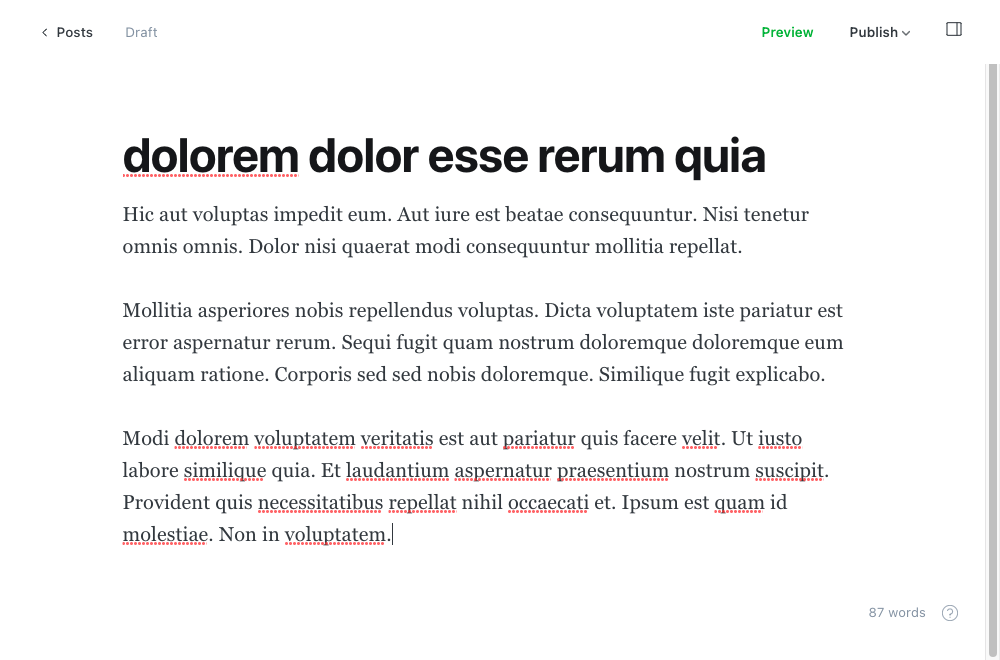 Posts
Draft
Preview
Publish
dolorem dolor esse rerum quia
Hic aut voluptas impedit eum. Aut iure est beatae consequuntur. Nisi tenetur
omnis omnis. Dolor nisi quaerat modi consequuntur mollitia repellat.
Mollitia asperiores nobis repellendus voluptas. Dicta voluptatem iste pariatur est
error aspernatur rerum. Sequi fugit quam nostrum doloremque doloremque eum
aliquam ratione. Corporis sed sed nobis doloremque. Similique fugit explicabo.
Modi dolorem voluptatem veritatis est aut pariatur quis facere velit. Ut iusto
labore similique quia. Et laudantium aspernatur praesentium nostrum suscipit.
Provident quis necessitatibus repellat nihil occaecati et. Ipsum est quam id
molestiae. Non in voluptatem.
87 words
?